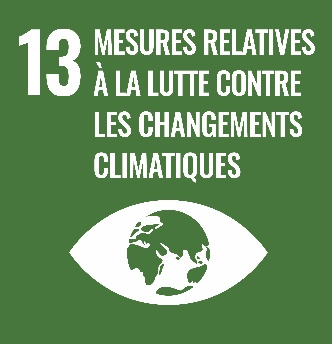 13 MESURES RELATIVES
À LA LUTTE CONTRE
LES CHANGEMENTS
CLIMATIQUES